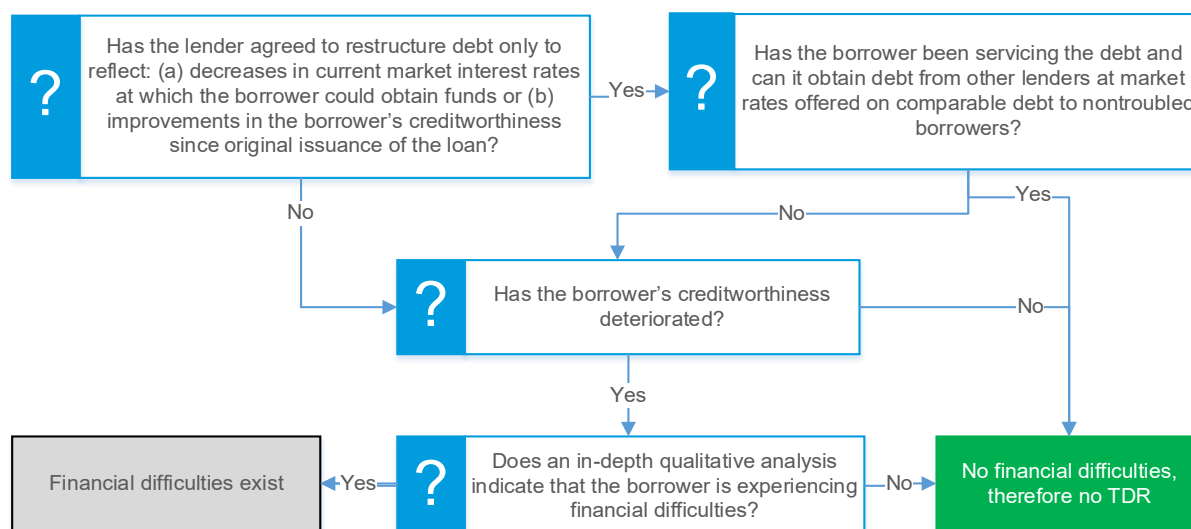 ?
Has the lender agreed to restructure debt only to
reflect: (a) decreases in current market interest rates
at which the borrower could obtain funds or (b)
improvements in the borrower’s creditworthiness
since original issuance of the loan?
Yes
?
Has the borrower been servicing the debt and
can it obtain debt from other lenders at market
rates offered on comparable debt to nontroubled
borrowers?
No
No
Yes
?
Has the borrower’s creditworthiness
deteriorated?
No
Yes
Financial difficulties exist
Yes
?
Does an in-depth qualitative analysis
indicate that the borrower is experiencing
financial difficulties?
No
No financial difficulties,
therefore no TDR